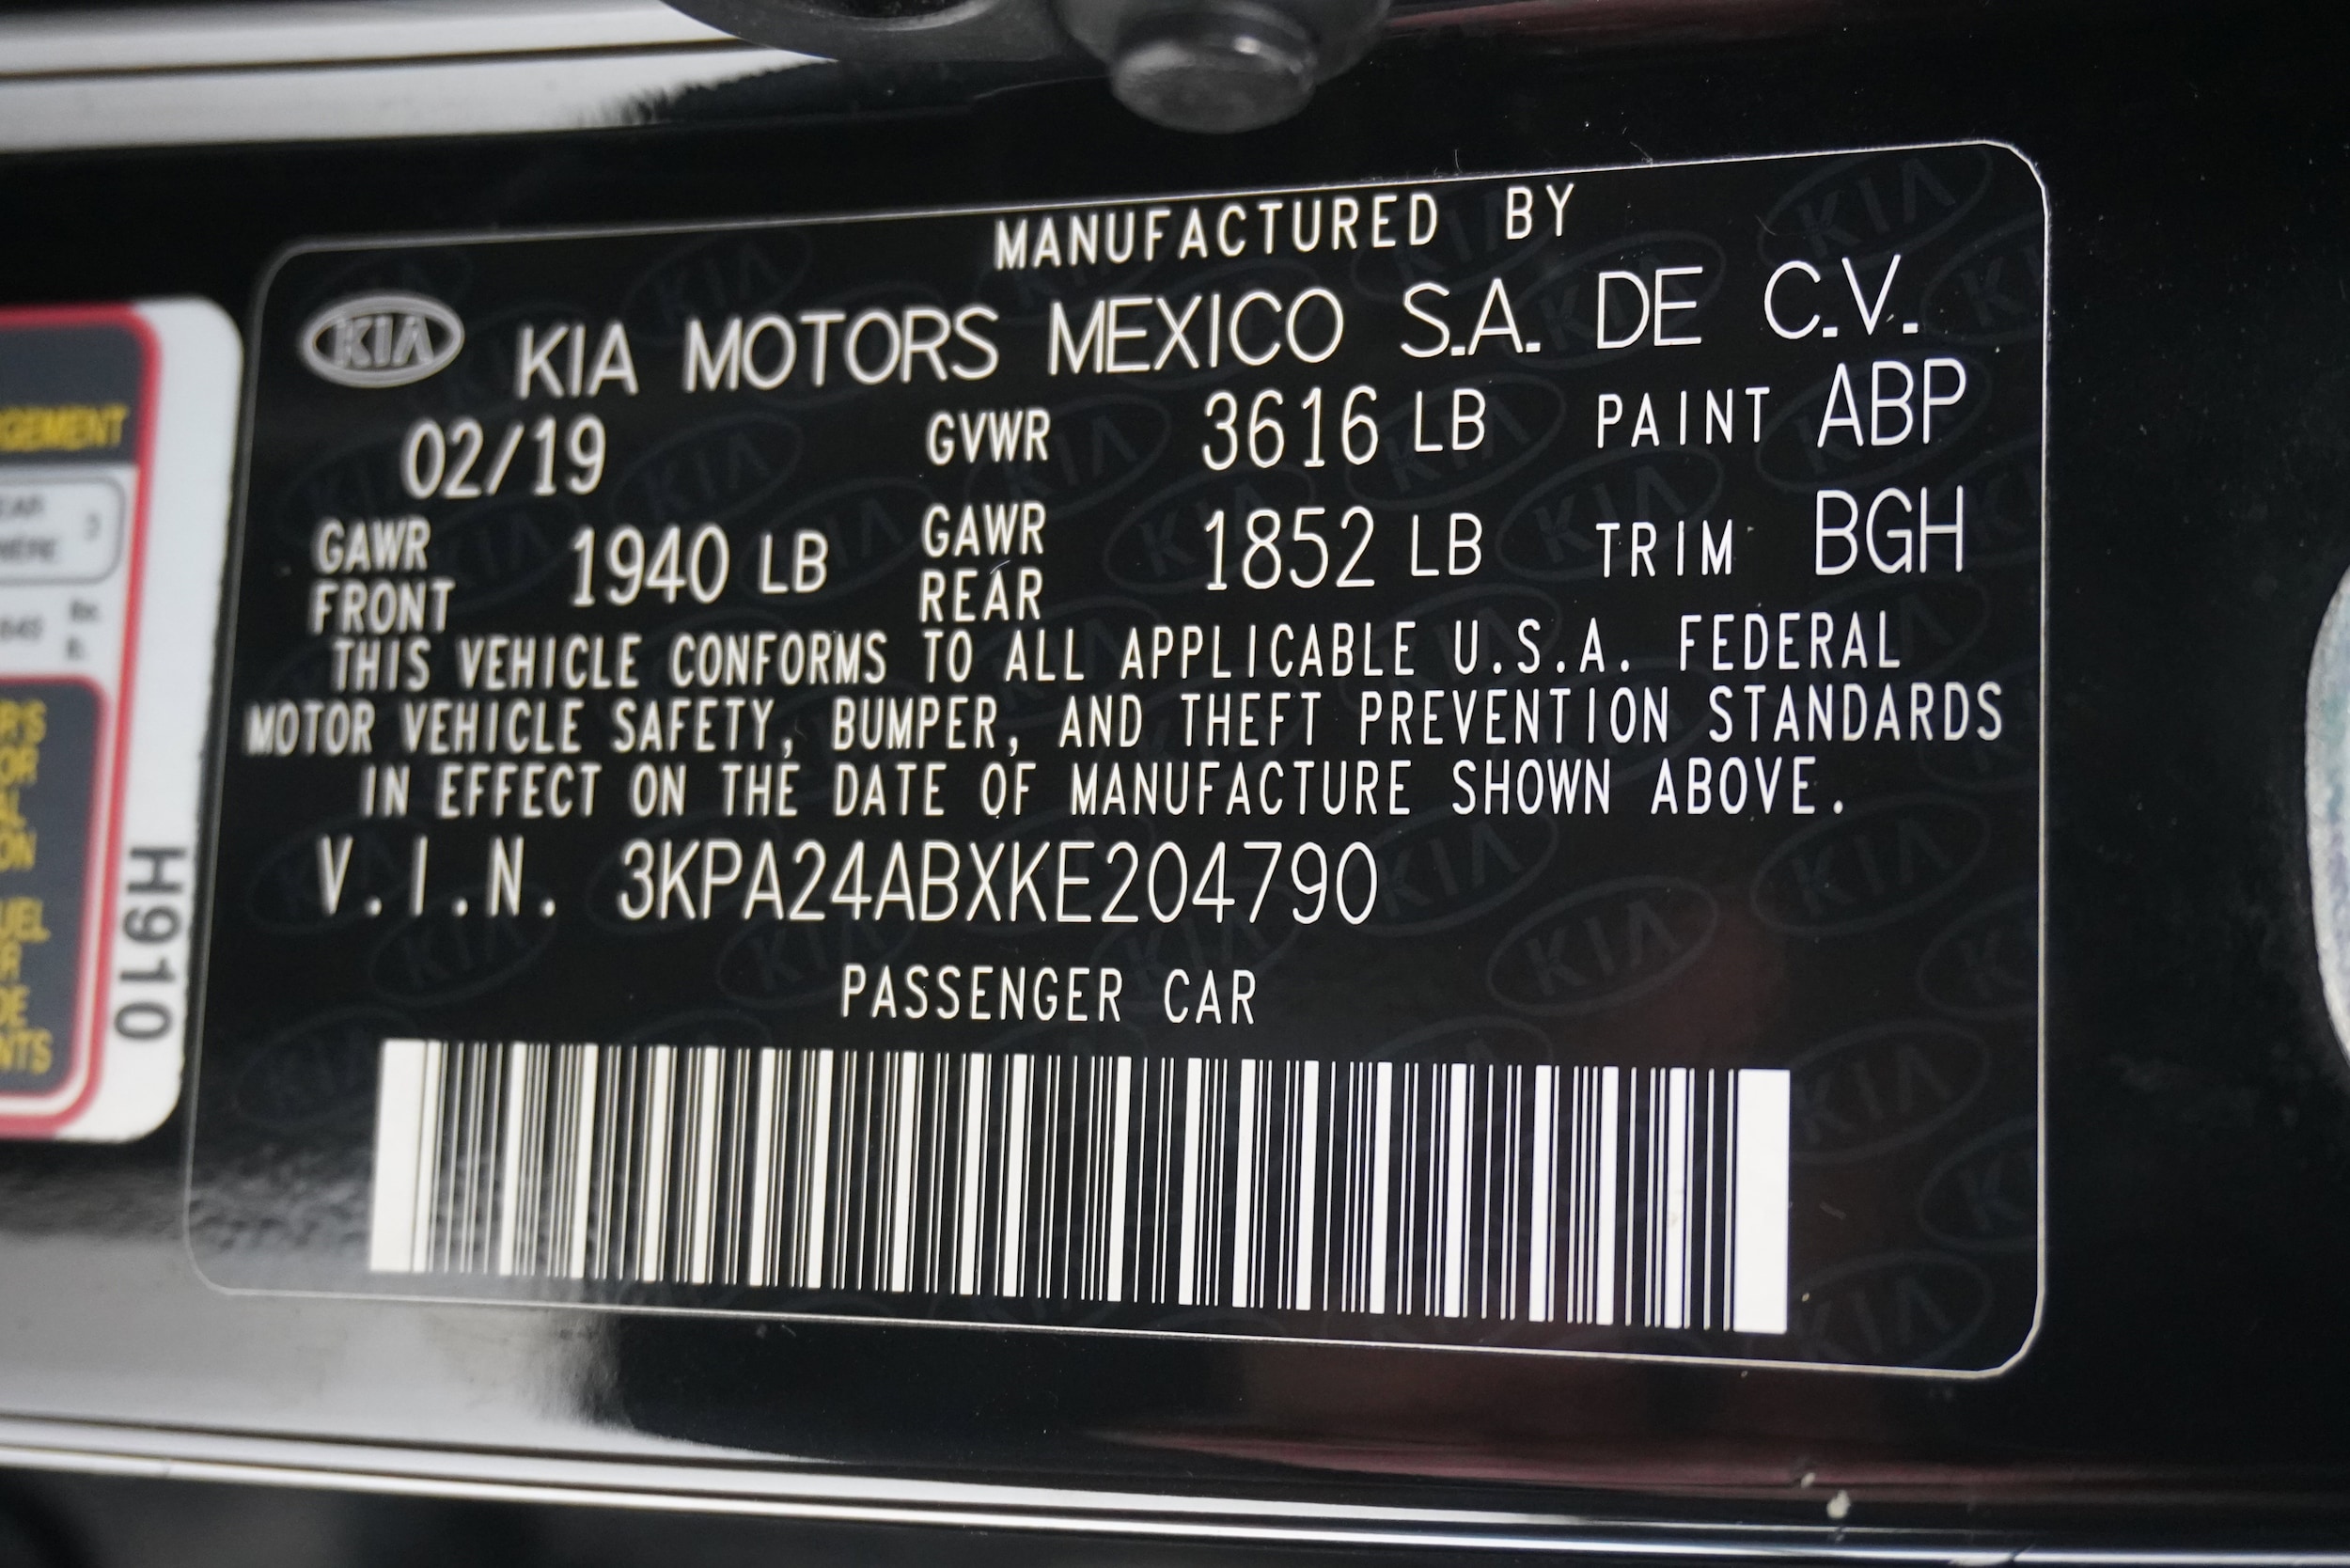 MANUFACTURED BY
KIA KIA MOTORS MEXICO S.A. DE C.V.
02/19 GVWR 3616 LB PAINT ABP
GAWR FRONT 1940 LB GAWR REAR 1852 LB TRIM BGH
THIS VEHICLE CONFORMS TO ALL APPLICABLE U.S.A. FEDERAL
MOTOR VEHICLE SAFETY, BUMPER, AND THEFT PREVENTION STANDARDS
IN EFFECT ON THE DATE OF MANUFACTURE SHOWN ABOVE.
V.I.N. 3KPA24ABXKE204790
PASSENGER CAR
H910